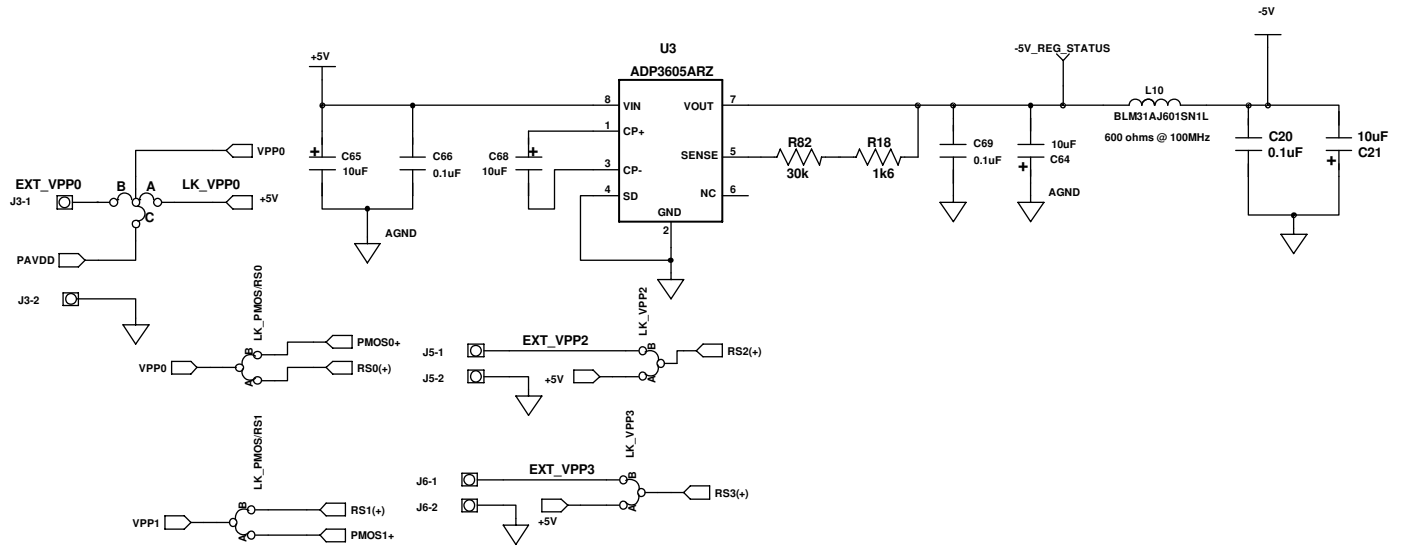 -5V
U3
ADP3605ARZ
+5V
-5V_REG_STATUS
8 VIN
VOUT 7
1 CP+
3 CP-
4 SD
SENSE 5
NC 6
GND
2
L10
BLM31AJ601SN1L
600 ohms @ 100MHz
+
C65
10uF
C66
0.1uF
C68
10uF
+
R82
30k
R18
1k6
C69
0.1uF
10uF
C64
+
AGND
C20
0.1uF
10uF
C21
+
AGND
VPP0
EXT_VPP0
B A
LK_VPP0
J3-1
+5V
C
PAVDD
J3-2
LK_PMOS/RS0
B
PMOS0+
VPP0
RS0(+)
A
LK_VPP2
J5-1
EXT_VPP2
B
RS2(+)
J5-2
+5V
A
LK_PMOS/RS1
B
RS1(+)
VPP1
A
PMOS1+
LK_VPP3
J6-1
EXT_VPP3
B
RS3(+)
J6-2
A
+5V